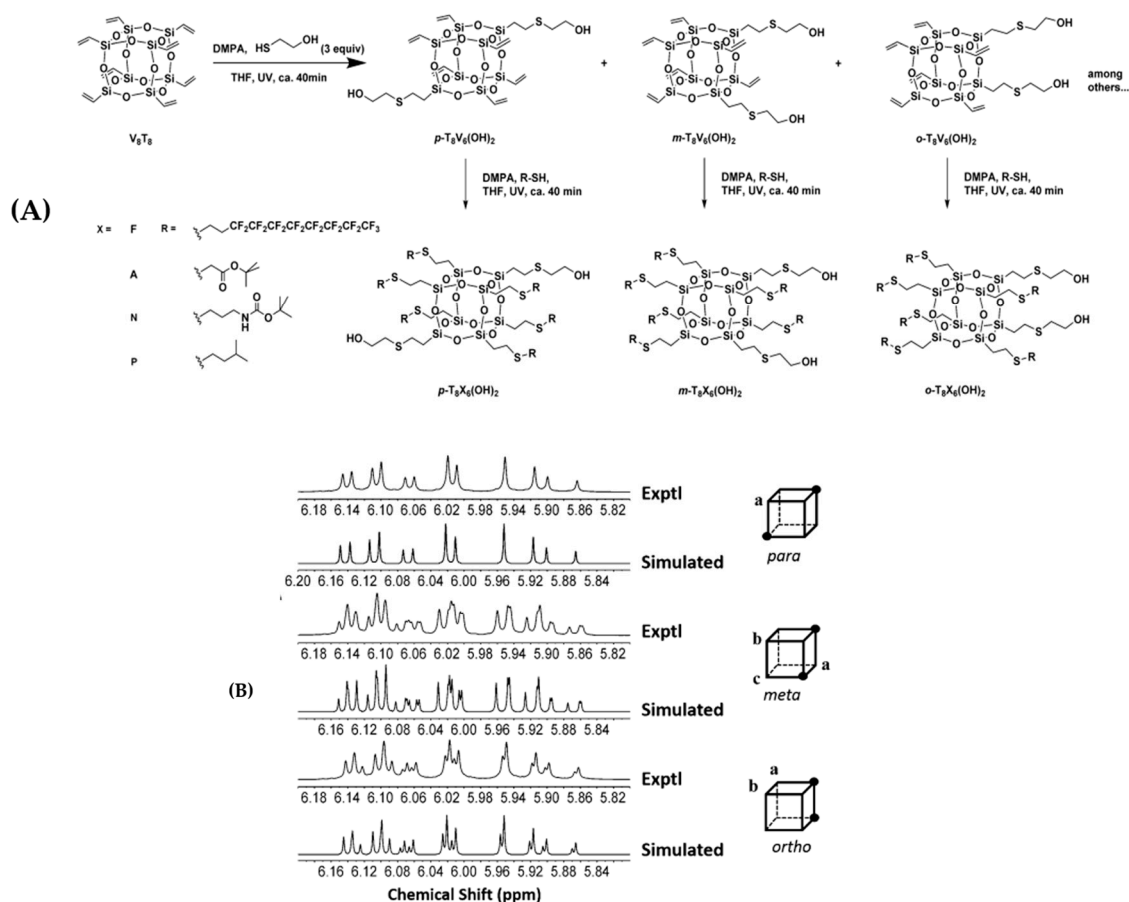 (A)
DMPA, HS OH (3 equiv)
THF, UV, ca. 40min
+
+
among
others...
V₈T₈
p-T₈V₆(OH)₂
m-T₈V₆(OH)₂
o-T₈V₆(OH)₂
DMPA, R-SH,
THF, UV, ca. 40 min
DMPA, R-SH,
THF, UV, ca. 40 min
DMPA, R-SH,
THF, UV, ca. 40 min
X = F R = CF₂CF₂CF₂CF₂CF₂CF₂CF₂CF₃
A
N
P
p-T₈X₆(OH)₂
m-T₈X₆(OH)₂
o-T₈X₆(OH)₂
(B)
Exptl
6.18 6.14 6.10 6.06 6.02 5.98 5.94 5.90 5.86 5.82
a
para
Simulated
6.20 6.16 6.12 6.08 6.04 6.00 5.96 5.92 5.88 5.84
Exptl
6.18 6.14 6.10 6.06 6.02 5.98 5.94 5.90 5.86 5.82
b
a
c
meta
Simulated
6.16 6.12 6.08 6.04 6.00 5.96 5.92 5.88 5.84
Exptl
6.18 6.14 6.10 6.06 6.02 5.98 5.94 5.90 5.86 5.82
a
b
ortho
Simulated
6.16 6.12 6.08 6.04 6.00 5.96 5.92 5.88 5.84
Chemical Shift (ppm)